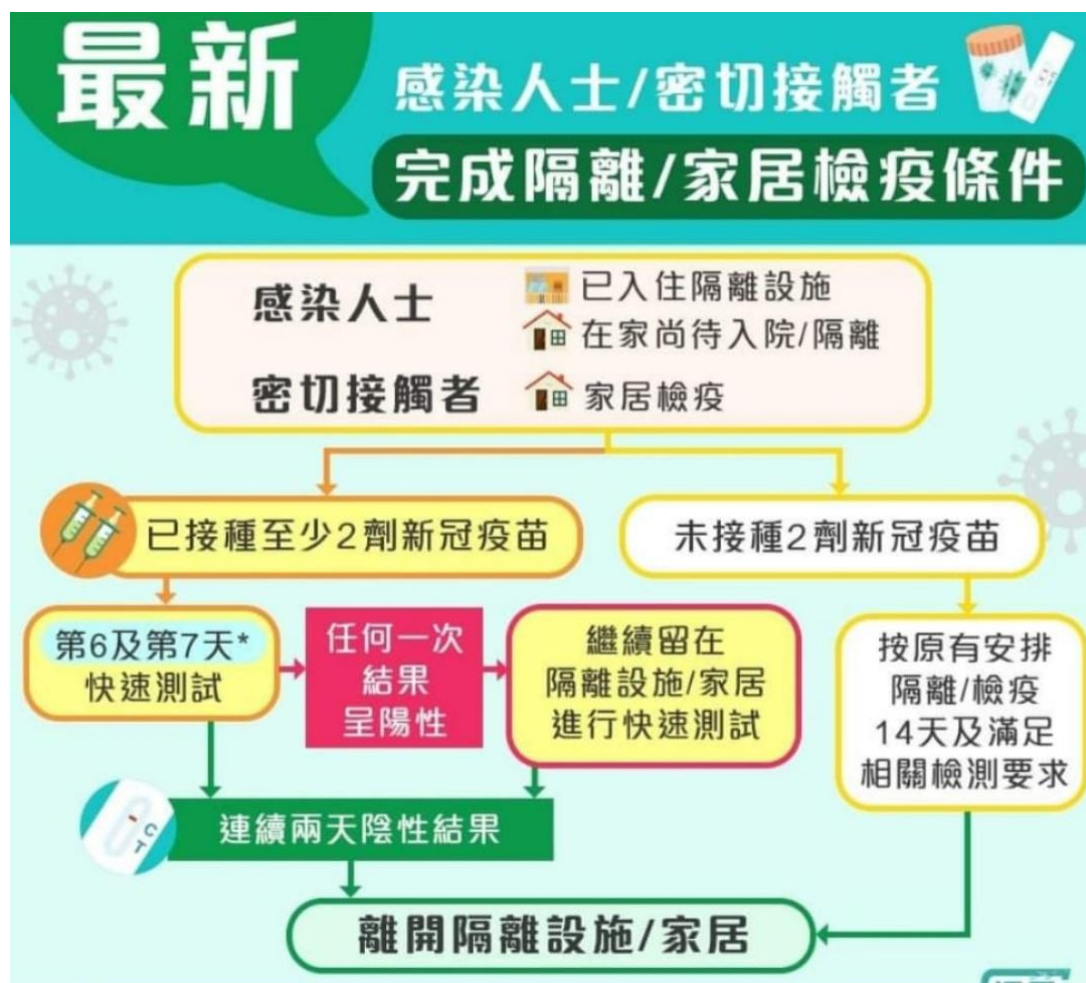 最新
感染人士/密切接觸者
完成隔離/家居檢疫條件
感染人士
已入住隔離設施
在家尚待入院/隔離
密切接觸者
家居檢疫
已接種至少2劑新冠疫苗
未接種2劑新冠疫苗
第6及第7天*
快速測試
任何一次
結果
呈陽性
繼續留在
隔離設施/家居
進行快速測試
按原有安排
隔離/檢疫
14天及滿足
相關檢測要求
C
T
連續兩天陰性結果
離開隔離設施/家居